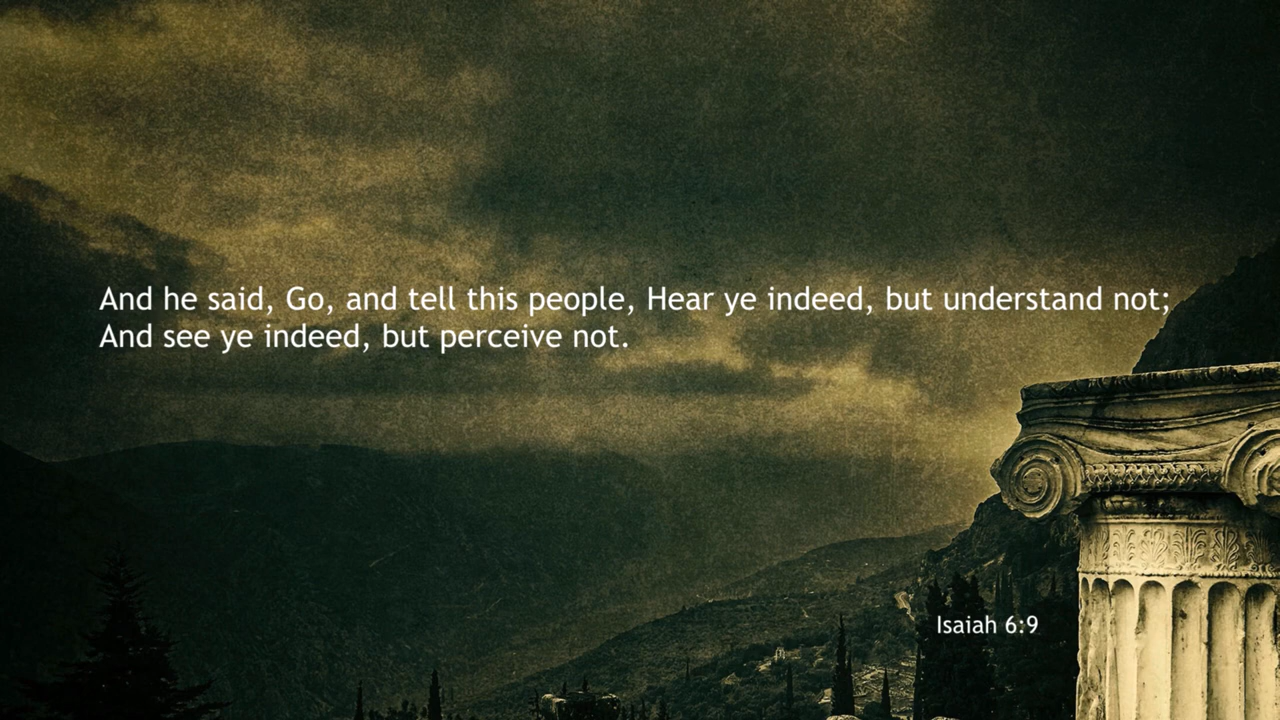 And he said, Go, and tell this people, Hear ye indeed, but understand not;
And see ye indeed, but perceive not.
Isaiah 6:9